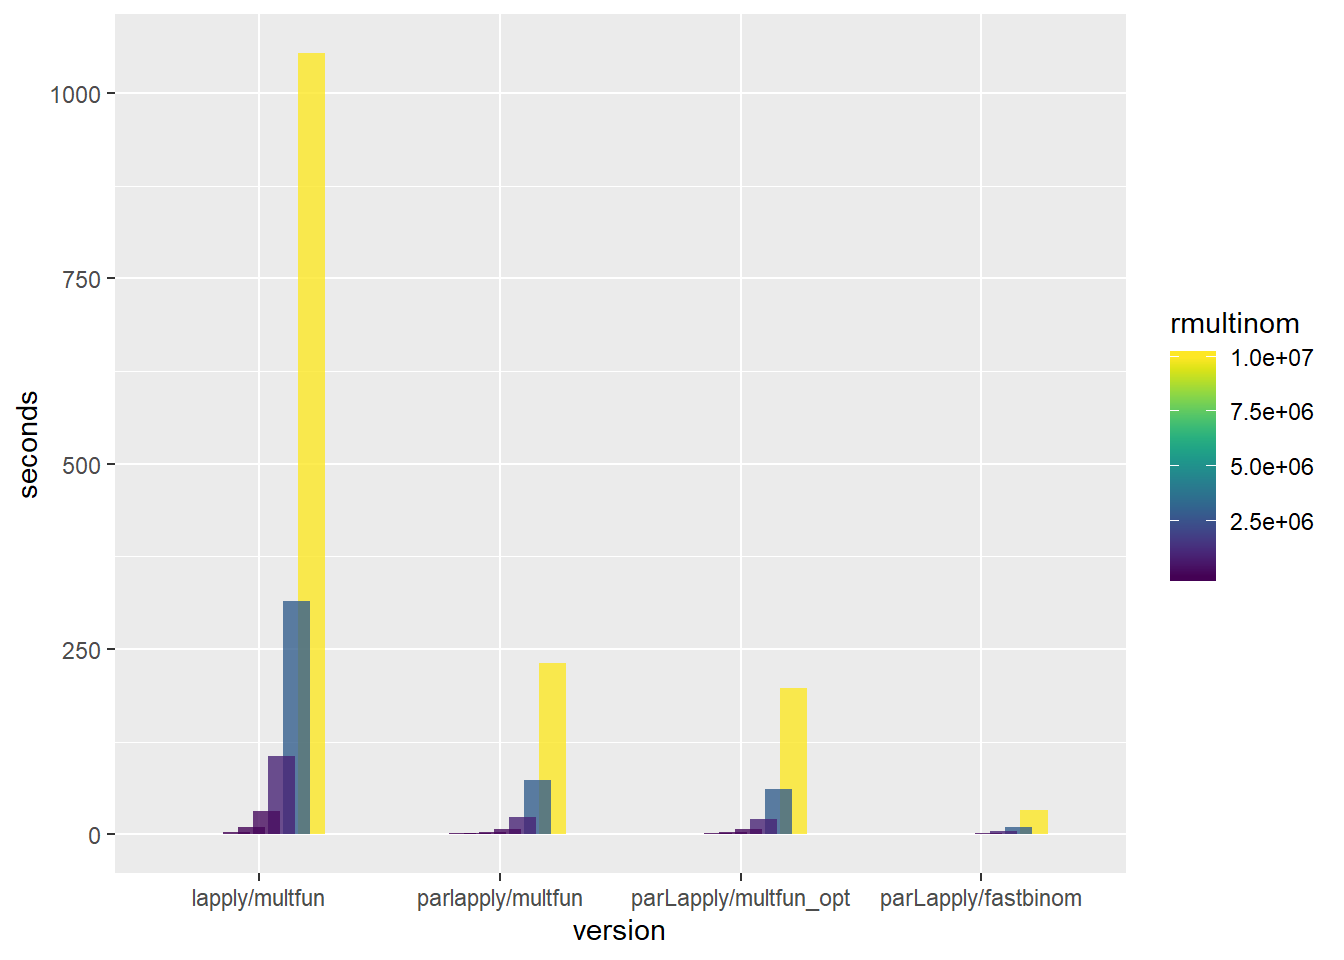 1000
750
500
250
0
seconds
lapply/multfun
parlapply/multfun
parLapply/multfun_opt
parLapply/fastbinom
version
rmultinom
1.0e+07
7.5e+06
5.0e+06
2.5e+06